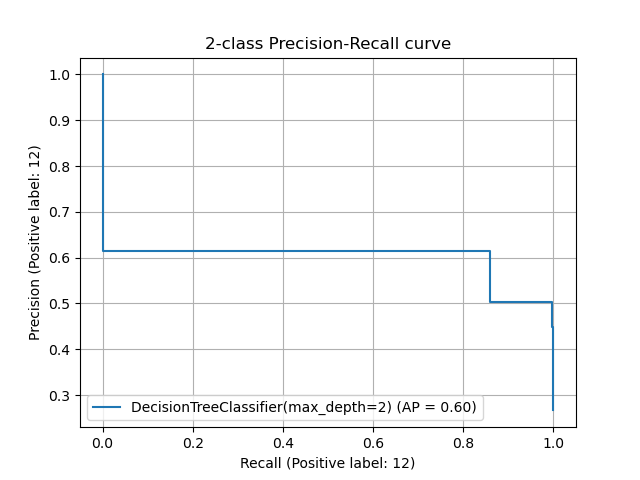 2-class Precision-Recall curve
1.0
0.9
0.8
0.7
0.6
0.5
0.4
0.3
Precision (Positive label: 12)
DecisionTreeClassifier(max_depth=2) (AP = 0.60)
0.0 0.2 0.4 0.6 0.8 1.0
Recall (Positive label: 12)